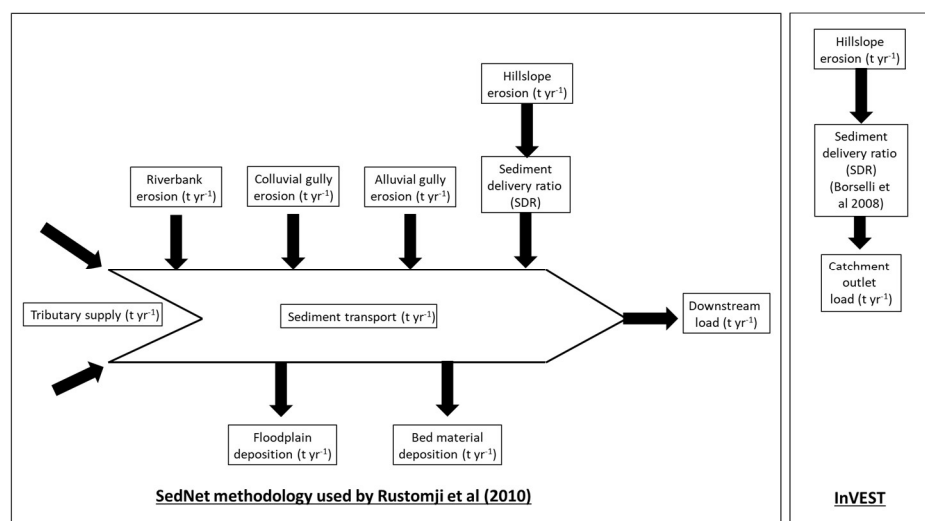 Hillslope
erosion (t yr⁻¹)
Riverbank
erosion (t yr⁻¹)
Colluvial gully
erosion (t yr⁻¹)
Alluvial gully
erosion (t yr⁻¹)
Sediment
delivery ratio
(SDR)
Tributary supply (t yr⁻¹)
Sediment transport (t yr⁻¹)
Downstream
load (t yr⁻¹)
Floodplain
deposition (t yr⁻¹)
Bed material
deposition (t yr⁻¹)
SedNet methodology used by Rustomji et al (2010)
Hillslope
erosion (t yr⁻¹)
Sediment
delivery ratio
(SDR)
(Borselli et
al 2008)
Catchment
outlet
load (t yr⁻¹)
InVEST